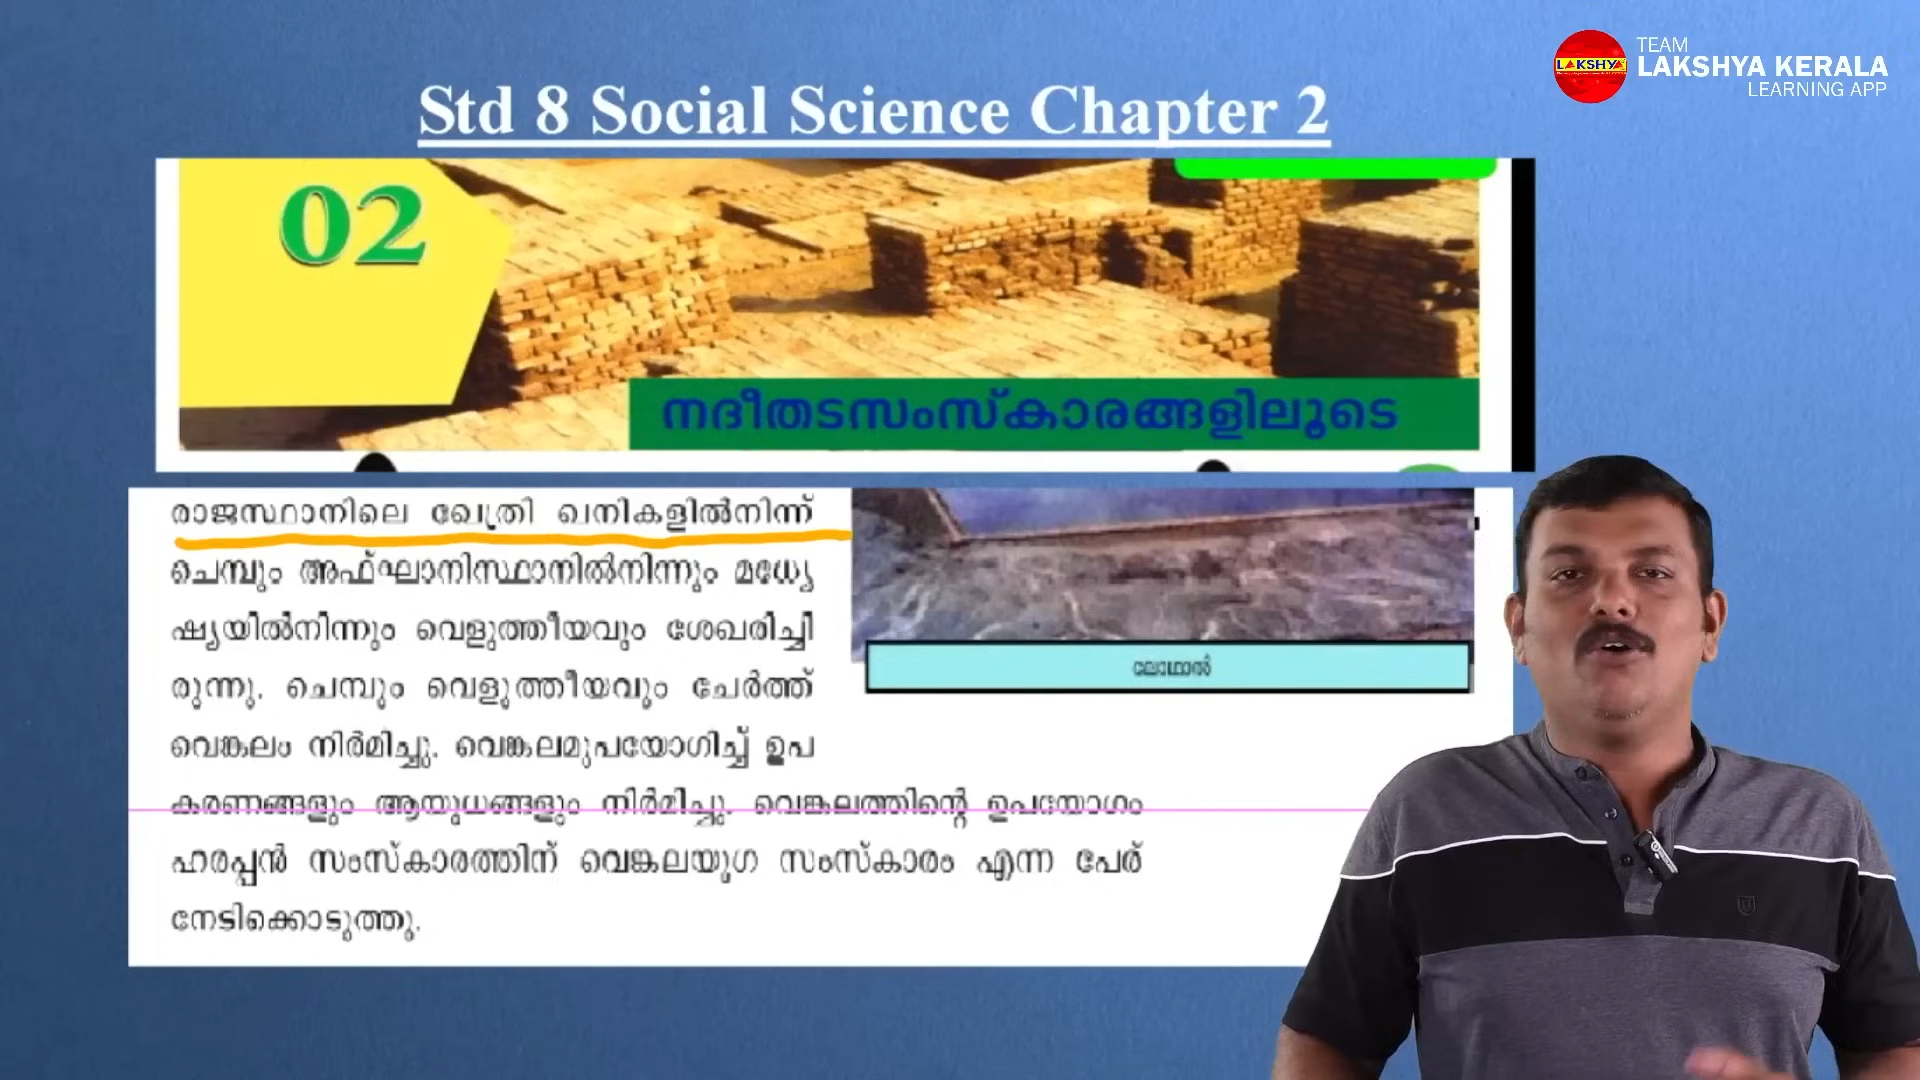 TEAM
LAKSHYA KERALA
LEARNING APP
LAKSHYA
Std 8 Social Science Chapter 2
02
നദീതടസംസ്കാരങ്ങളിലൂടെ
രാജസ്ഥാനിലെ ഖേത്രി ഖനികളിൽനിന്ന്
ചെമ്പും അഫ്ഘാനിസ്ഥാനിൽനിന്നും മധ്യേ
ഷ്യയിൽനിന്നും വെളുത്തീയവും ശേഖരിച്ചി
രുന്നു. ചെമ്പും വെളുത്തീയവും ചേർത്ത്
വെങ്കലം നിർമിച്ചു. വെങ്കലമുപയോഗിച്ച് ഉപ
കരണങ്ങളും ആയുധങ്ങളും നിർമിച്ചു. വെങ്കലത്തിന്റെ ഉപയോഗം
ഹരപ്പൻ സംസ്കാരത്തിന് വെങ്കലയുഗ സംസ്കാരം എന്ന പേര്
നേടിക്കൊടുത്തു.
ലോഥാൽ